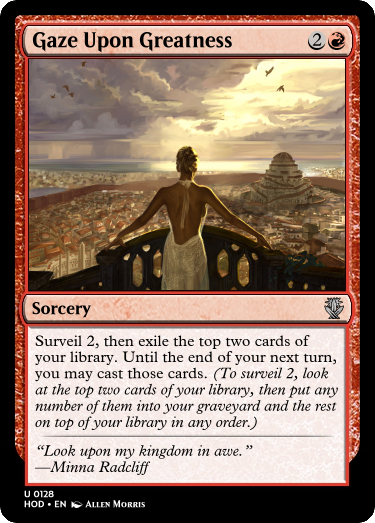 Gaze Upon Greatness 2
Sorcery
Surveil 2, then exile the top two cards of
your library. Until the end of your next turn,
you may cast those cards. (To surveil 2,
look at the top two cards of your library, then put any
number of them into your graveyard and the rest
on top of your library in any order.)
“Look upon my kingdom in awe.”
—Minna Radcliff
U 0128
HOD • EN Allen Morris